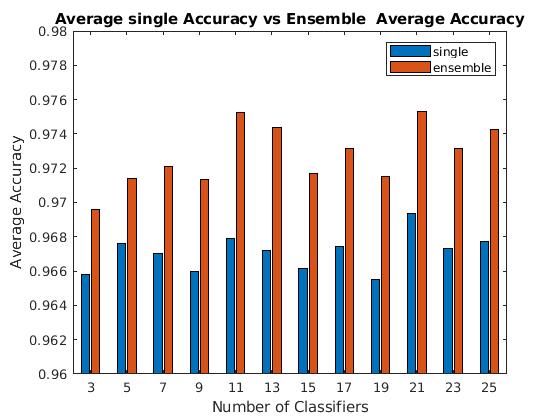 Average single Accuracy vs Ensemble  Average Accuracy
0.98
0.978
0.976
0.974
0.972
0.97
0.968
0.966
0.964
0.962
0.96
Average Accuracy
single
ensemble
3 5 7 9 11 13 15 17 19 21 23 25
Number of Classifiers